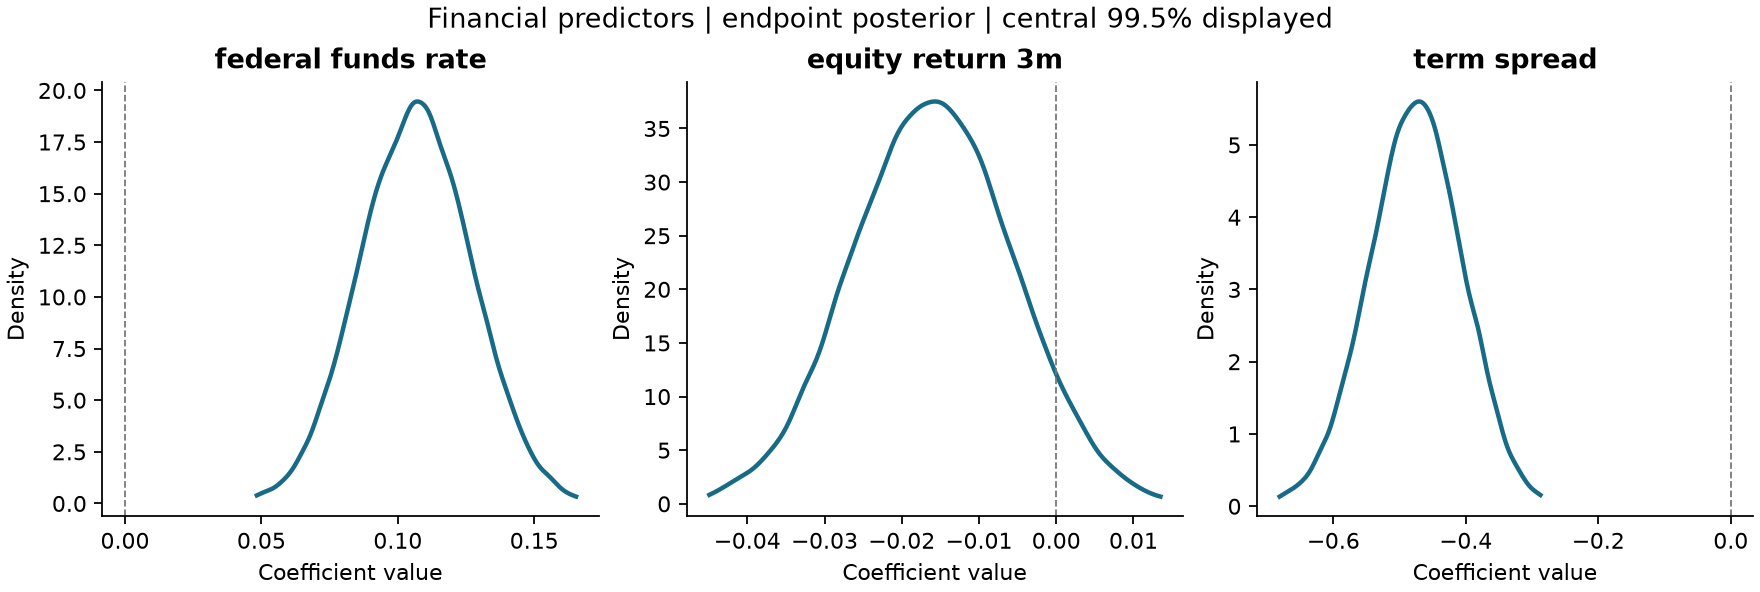 Financial predictors | endpoint posterior | central 99.5% displayed
federal funds rate
Density
20.0
17.5
15.0
12.5
10.0
7.5
5.0
2.5
0.0
0.00 0.05 0.10 0.15
Coefficient value
equity return 3m
Density
35
30
25
20
15
10
5
0
−0.04 −0.03 −0.02 −0.01 0.00 0.01
Coefficient value
term spread
Density
5
4
3
2
1
0
−0.6 −0.4 −0.2 0.0
Coefficient value